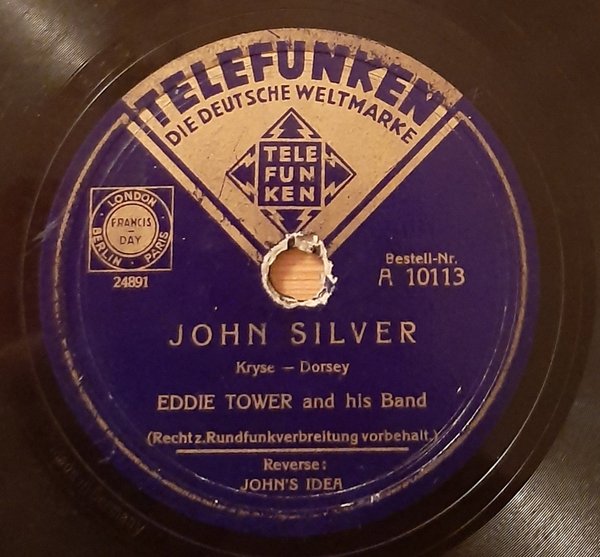 TELEFUNKEN
DIE DEUTSCHE WELTMARKE
TELE
FUN
KEN
LONDON
FRANCIS
-
DAY
BERLIN - PARIS
24891
Bestell-Nr.
A 10113
JOHN SILVER
Kryse – Dorsey
EDDIE TOWER and his Band
(Recht z. Rundfunkverbreitung vorbehalt.)
Reverse:
JOHN'S IDEA